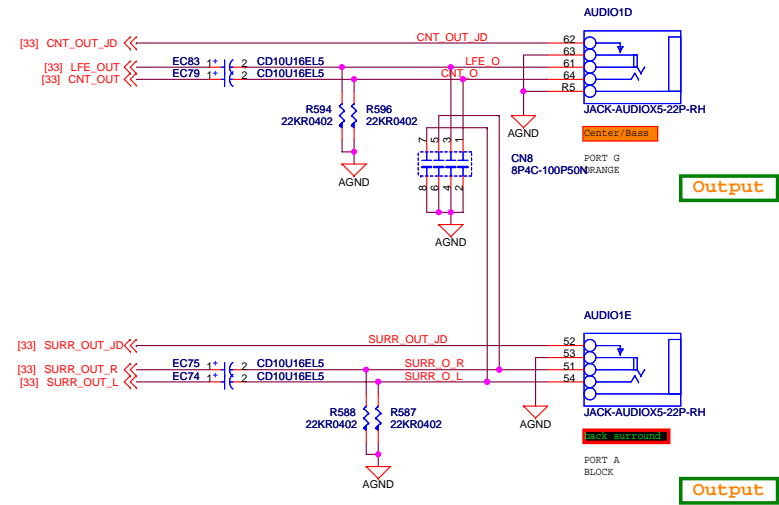 AUDIO1D
[33] CNT_OUT_JD
CNT_OUT_JD
62
63
[33] LFE_OUT
EC83 1+ 2 CD10U16EL5
LFE_O
61
[33] CNT_OUT
EC79 1+ 2 CD10U16EL5
CNT_O
64
R5
R594
22KR0402
R596
22KR0402
JACK-AUDIOX5-22P-RH
AGND
Center/Bass
7 5 3 1
CN8
8P4C-100P50N
PORT G
ORANGE
AGND
8 6 4 2
Output
AGND
AUDIO1E
[33] SURR_OUT_JD
SURR_OUT_JD
52
53
[33] SURR_OUT_R
EC75 1+ 2 CD10U16EL5
SURR_O_R
51
[33] SURR_OUT_L
EC74 1+ 2 CD10U16EL5
SURR_O_L
54
R588
22KR0402
R587
22KR0402
JACK-AUDIOX5-22P-RH
AGND
back surround
PORT A
BLOCK
AGND
Output